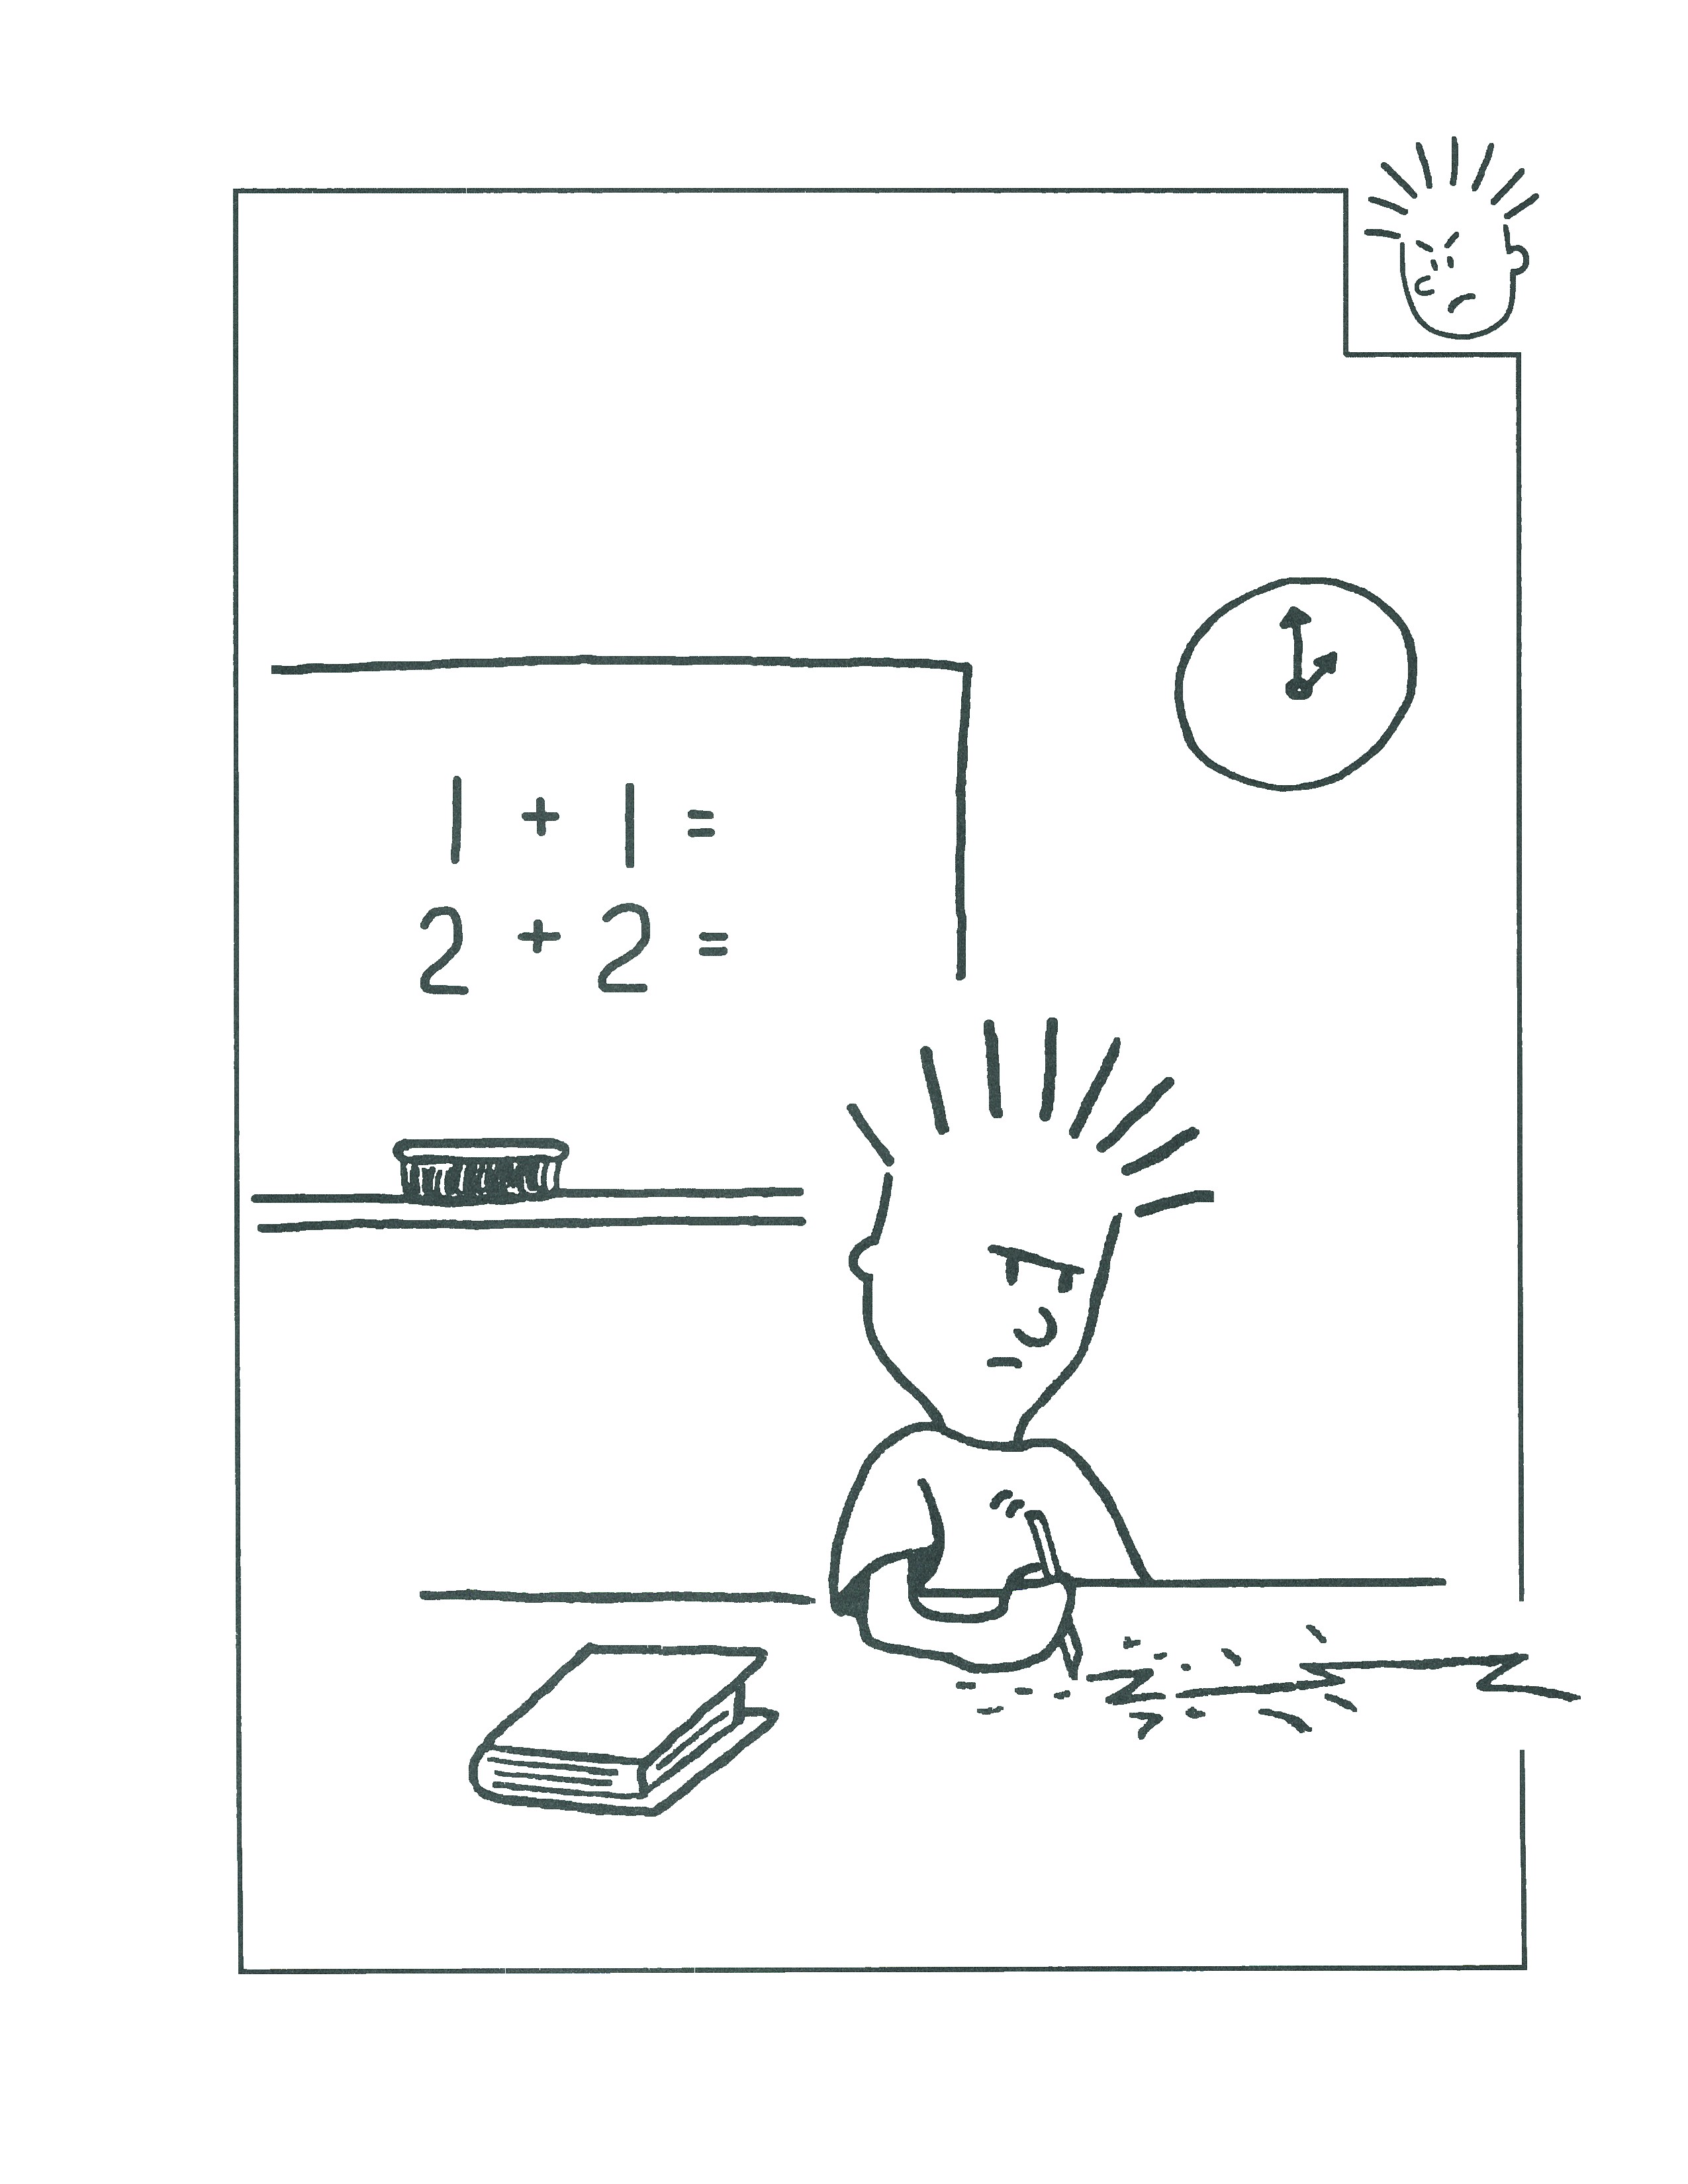 1 + 1 =
2 + 2 =